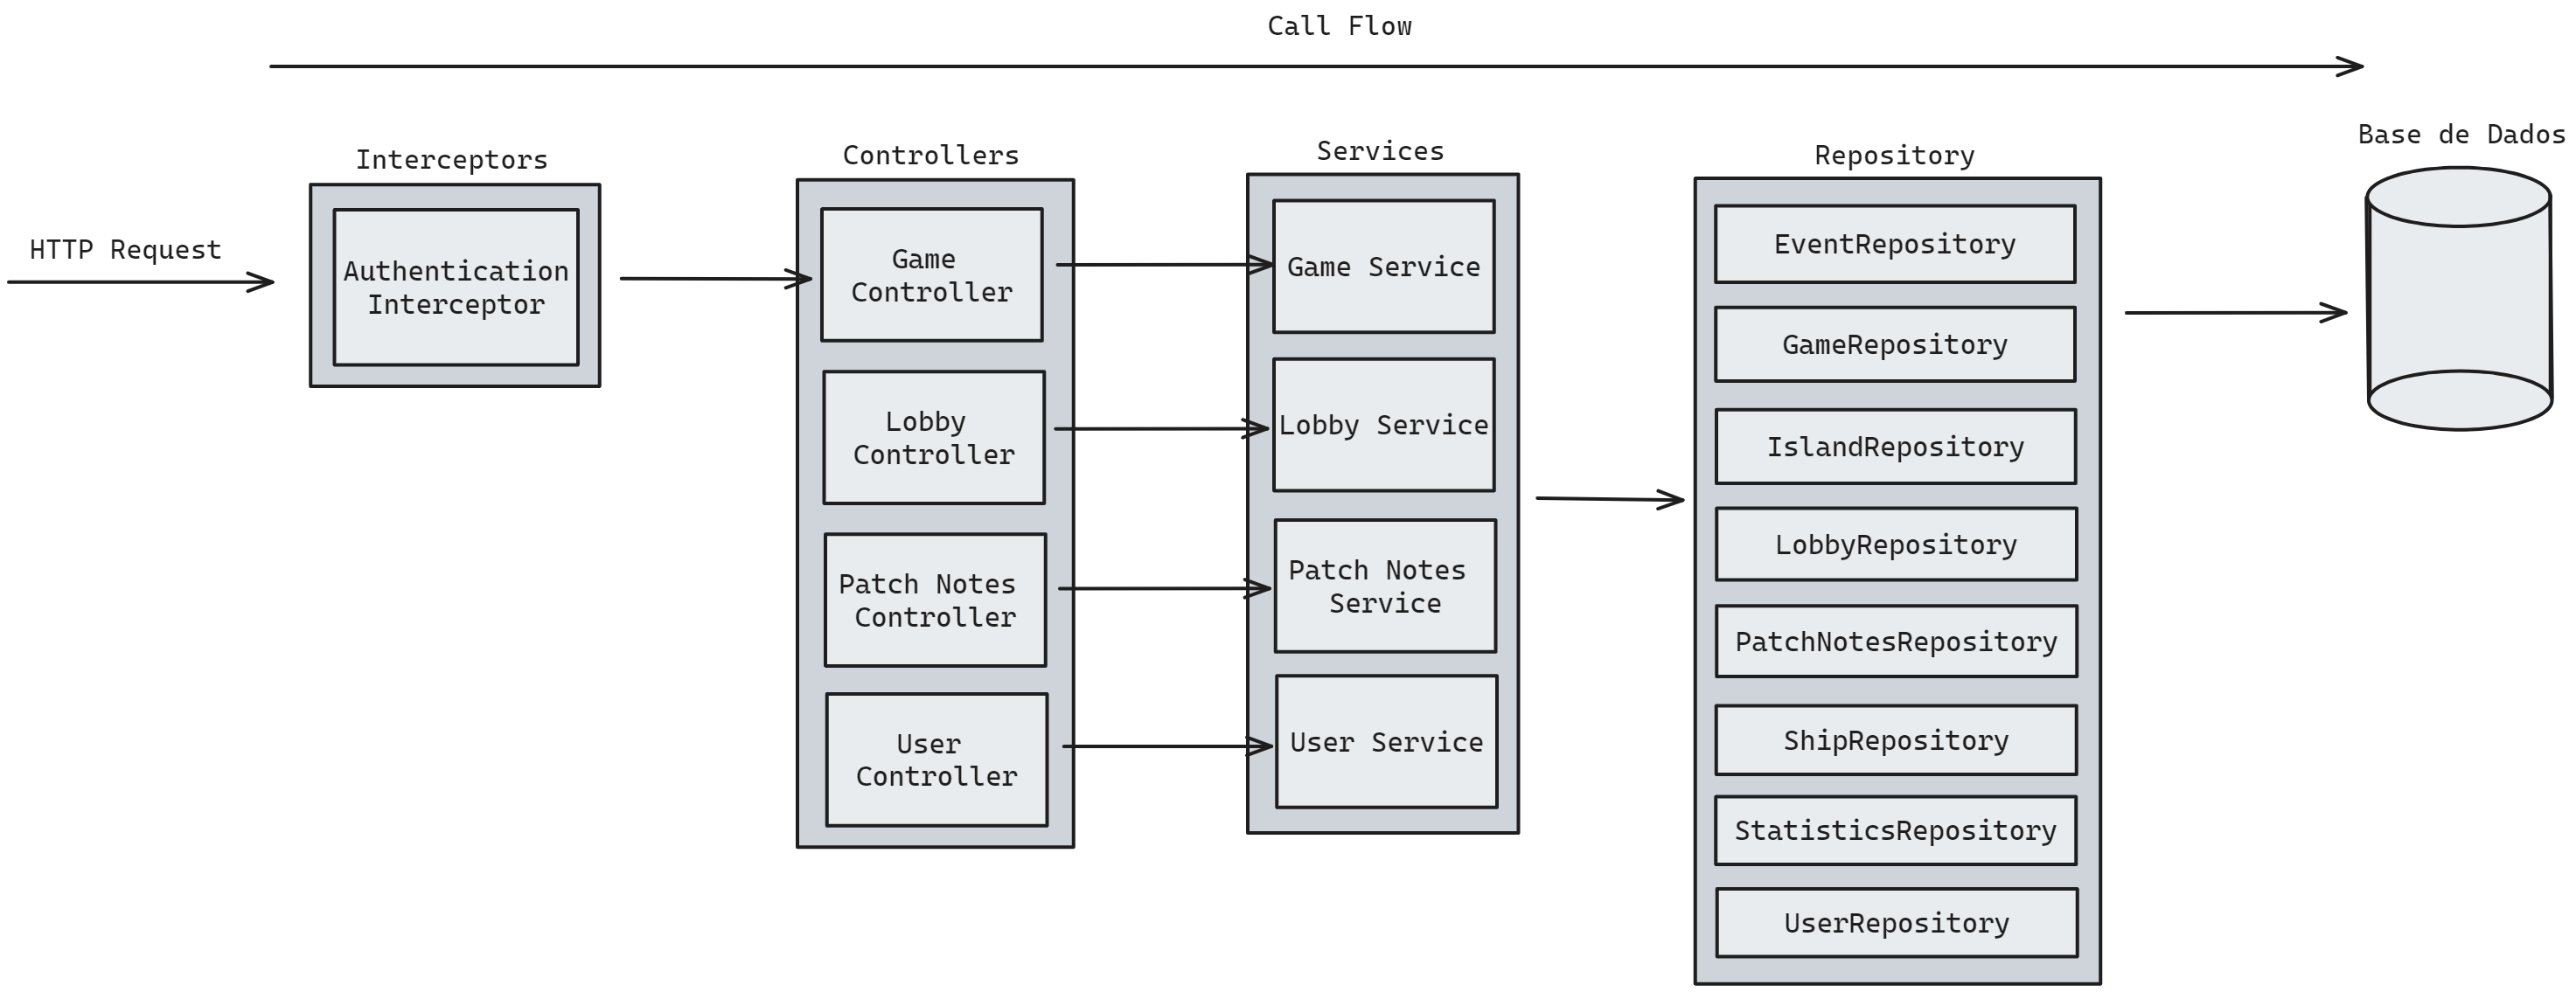 Call Flow
HTTP Request
Interceptors
Authentication
Interceptor
Controllers
Game
Controller
Lobby
Controller
Patch Notes
Controller
User
Controller
Services
Game Service
Lobby Service
Patch Notes
Service
User Service
Repository
EventRepository
GameRepository
IslandRepository
LobbyRepository
PatchNotesRepository
ShipRepository
StatisticsRepository
UserRepository
Base de Dados